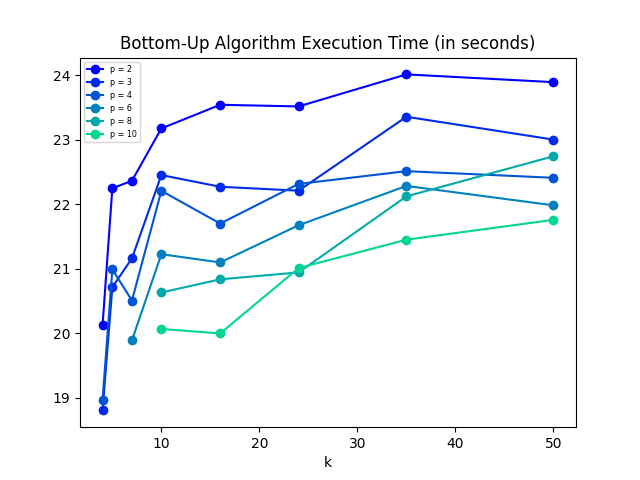 Bottom-Up Algorithm Execution Time (in seconds)
p = 2
p = 3
p = 4
p = 6
p = 8
p = 10
24
23
22
21
20
19
10 20 30 40 50
k